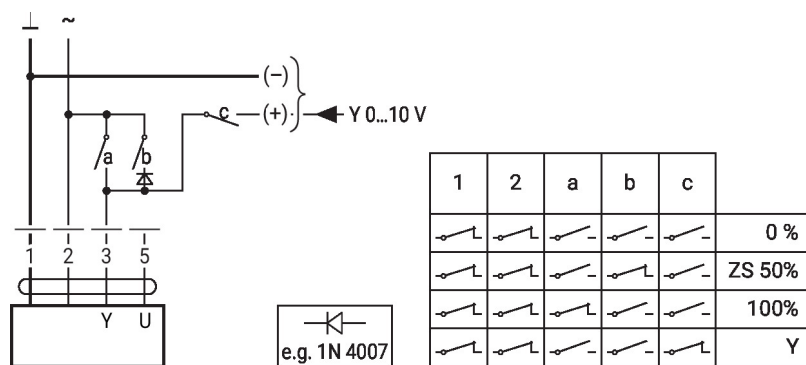 ⊥ ~
(–)
c (+) Y 0...10 V
a b
1 2 3 5
Y U
e.g. 1N 4007
1 2 a b c
0 %
ZS 50%
100%
Y